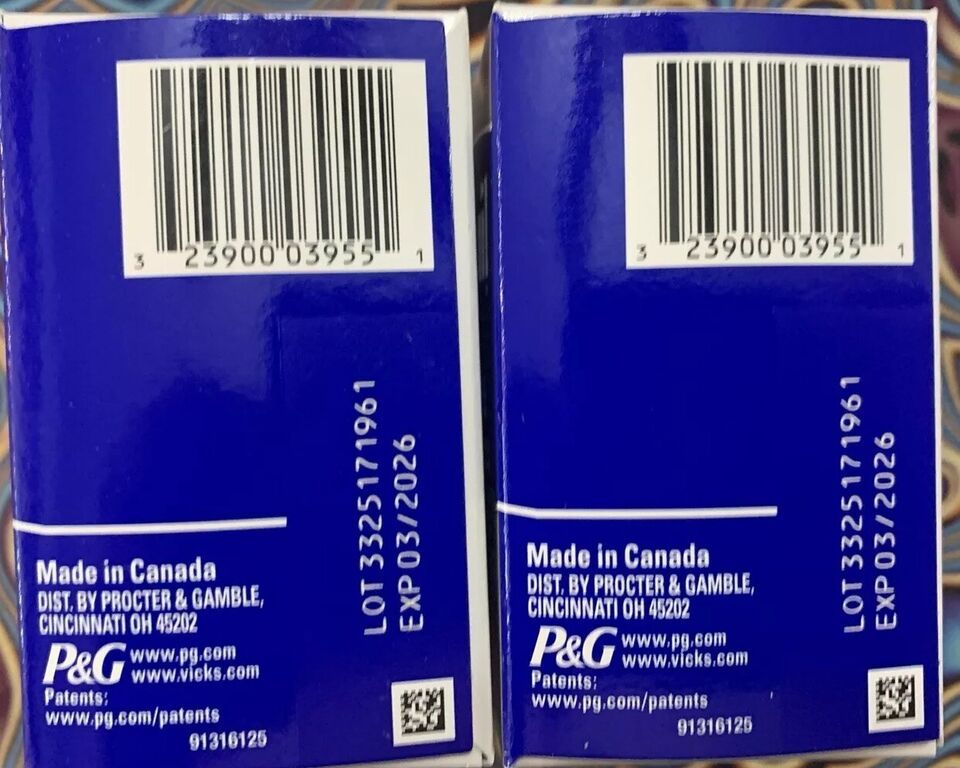 3 23900 03955 1
LOT 3325171961
EXP 03/2026
Made in Canada
DIST. BY PROCTER & GAMBLE,
CINCINNATI OH 45202
P&G www.pg.com
www.vicks.com
Patents:
www.pg.com/patents
91316125
3 23900 03955 1
LOT 3325171961
EXP 03/2026
Made in Canada
DIST. BY PROCTER & GAMBLE,
CINCINNATI OH 45202
P&G www.pg.com
www.vicks.com
Patents:
www.pg.com/patents
91316125